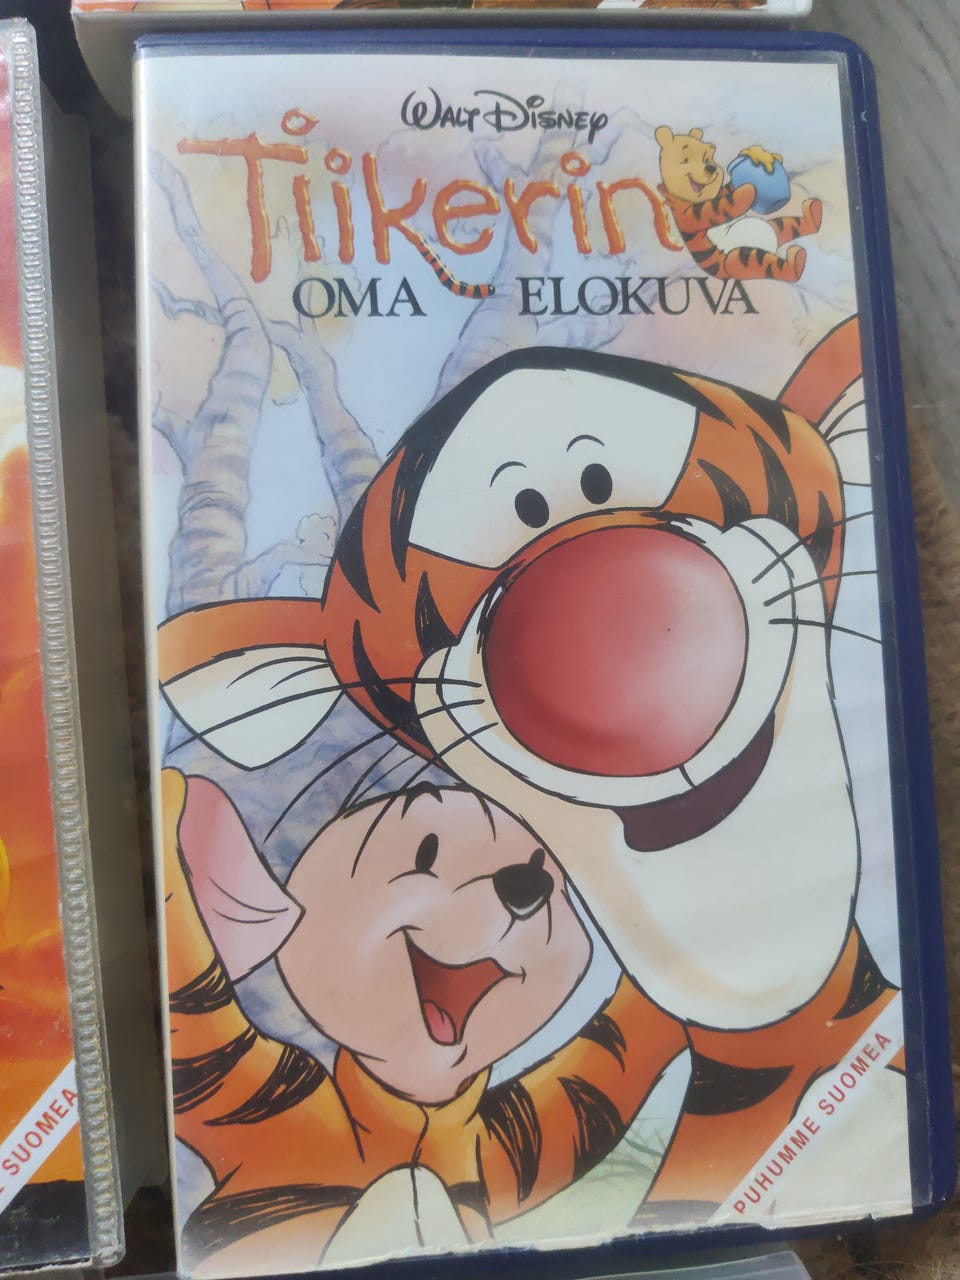 Walt Disney
Tiikerin
OMA ELOKUVA
PUHUMME SUOMEA
SUOMEA